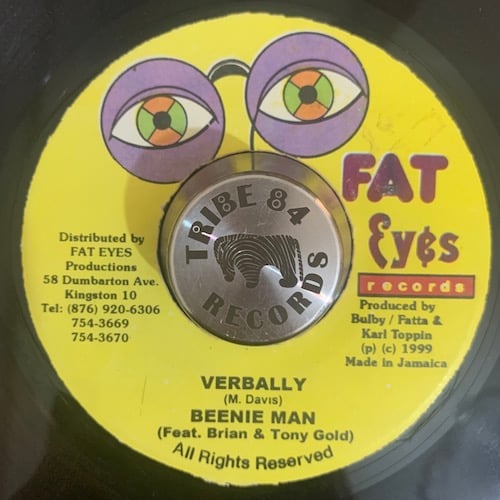 FAT
Eyes
records
TRIBE 84
RECORDS
Distributed by
FAT EYES
Productions
58 Dumbarton Ave.
Kingston 10
Tel: (876) 920-6306
754-3669
754-3670
Produced by
Bulby / Fatta &
Karl Toppin
(p) (c) 1999
Made in Jamaica
VERBALLY
(M. DAVIS)
BEENIE MAN
(Feat. Brian & Tony Gold)
All Rights Reserved